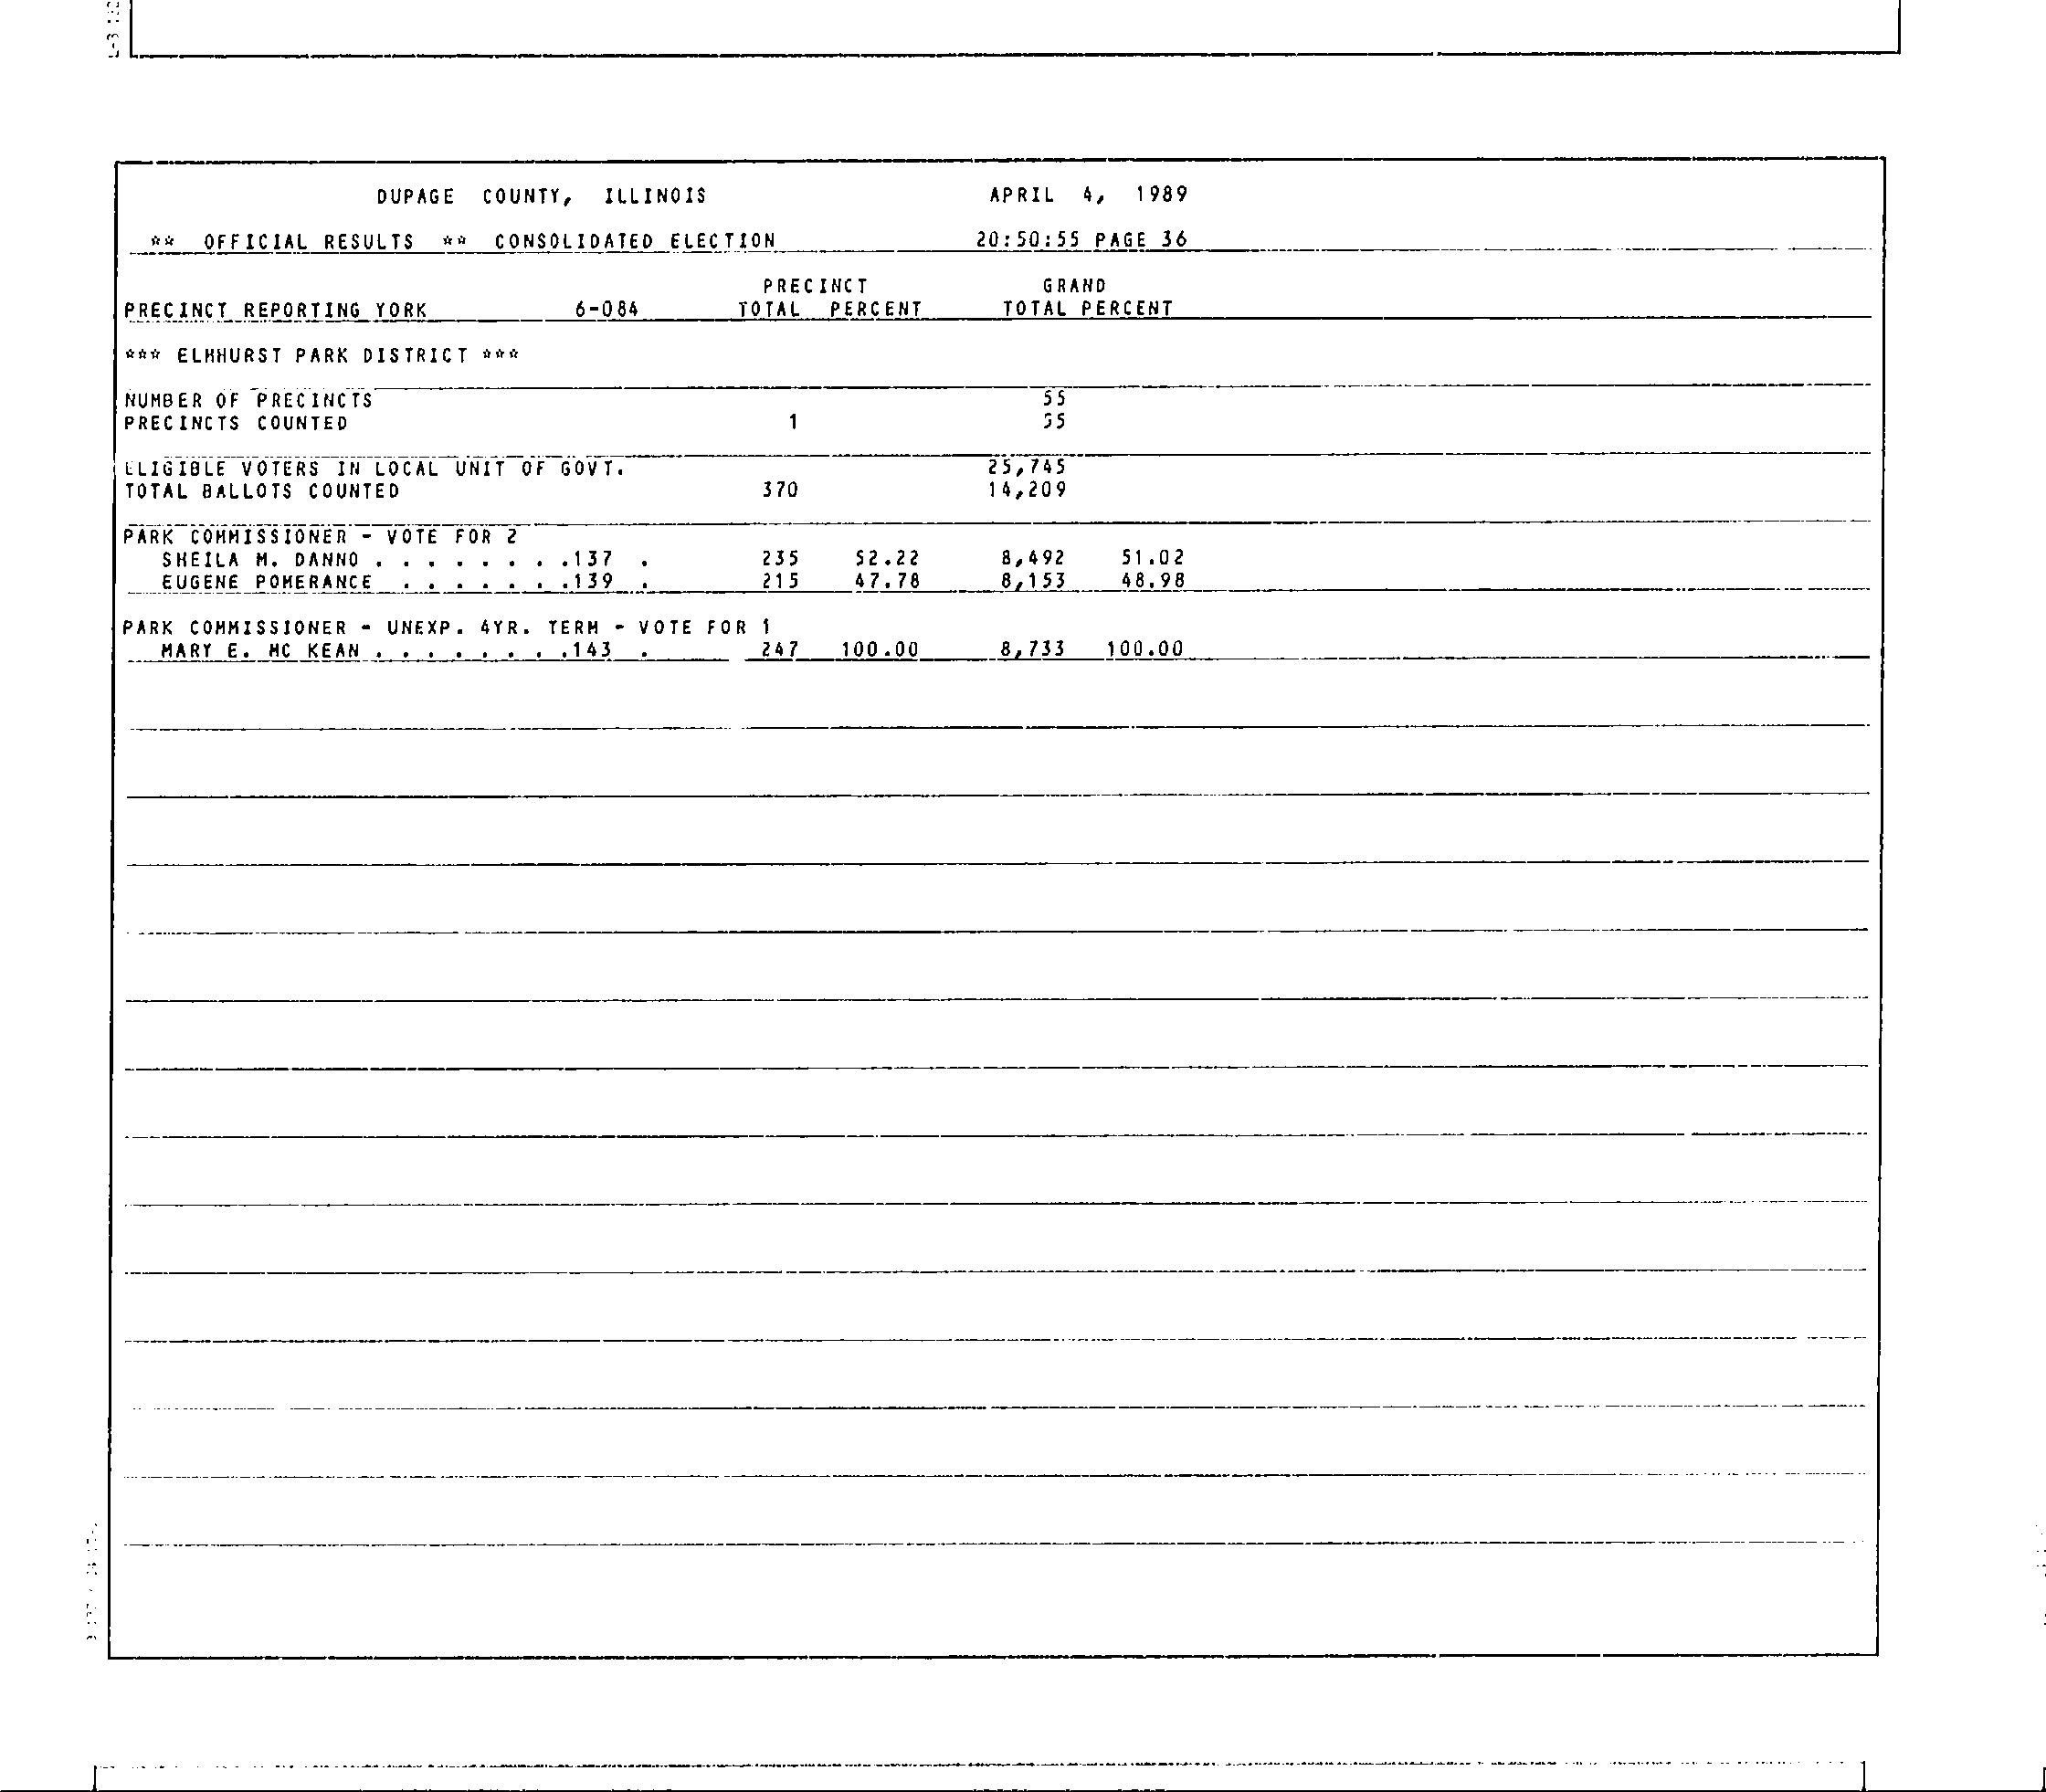 DUPAGE COUNTY, ILLINOIS APRIL 4, 1989
** OFFICIAL RESULTS ** CONSOLIDATED ELECTION 20:50:55 PAGE 36
PRECINCT GRAND
PRECINCT REPORTING YORK 6-084 TOTAL PERCENT TOTAL PERCENT
*** ELMHURST PARK DISTRICT ***
NUMBER OF PRECINCTS 55
PRECINCTS COUNTED 1 55
ELIGIBLE VOTERS IN LOCAL UNIT OF GOVT. 25,745
TOTAL BALLOTS COUNTED 370 14,209
PARK COMMISSIONER - VOTE FOR 2
SHEILA M. DANNO . . . . . . . .137 . 235 52.22 8,492 51.02
EUGENE POMERANCE . . . . . . .139 . 215 47.78 8,153 48.98
PARK COMMISSIONER - UNEXP. 4YR. TERM - VOTE FOR 1
MARY E. MC KEAN . . . . . . . .143 . 247 100.00 8,733 100.00